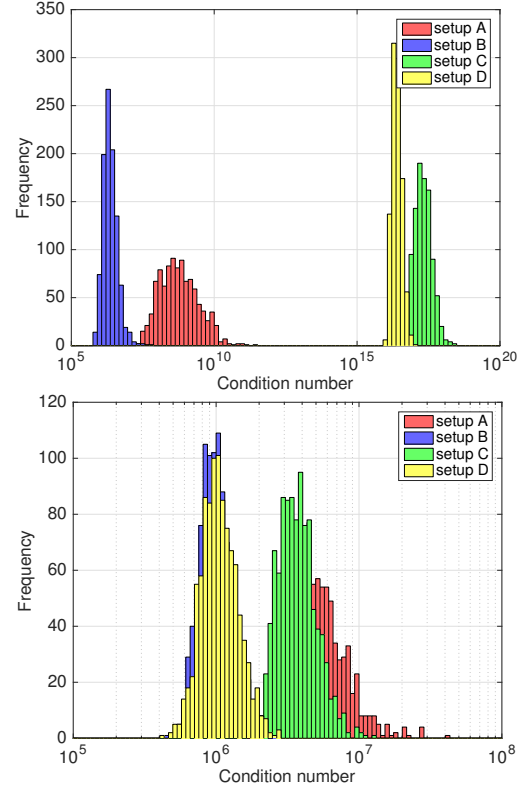 350
300
250
200
150
100
50
0
Frequency
setup A
setup B
setup C
setup D
10^5
10^10
10^15
10^20
Condition number
120
100
80
60
40
20
0
Frequency
setup A
setup B
setup C
setup D
10^5
10^6
10^7
10^8
Condition number